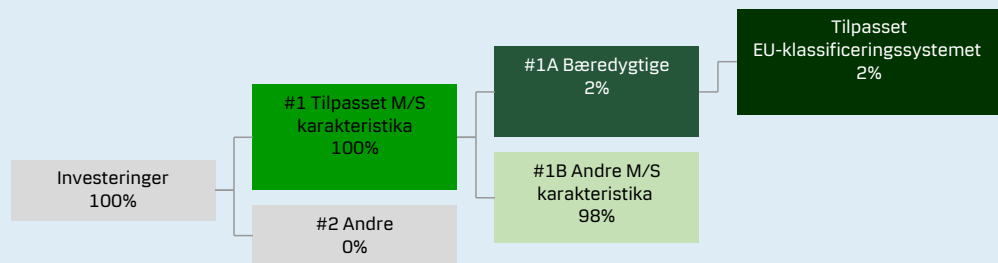 Investeringer
100%
#1 Tilpasset M/S
karakteristika
100%
#2 Andre
0%
#1A Bæredygtige
2%
#1B Andre M/S
karakteristika
98%
Tilpasset
EU-klassificeringssystemet
2%